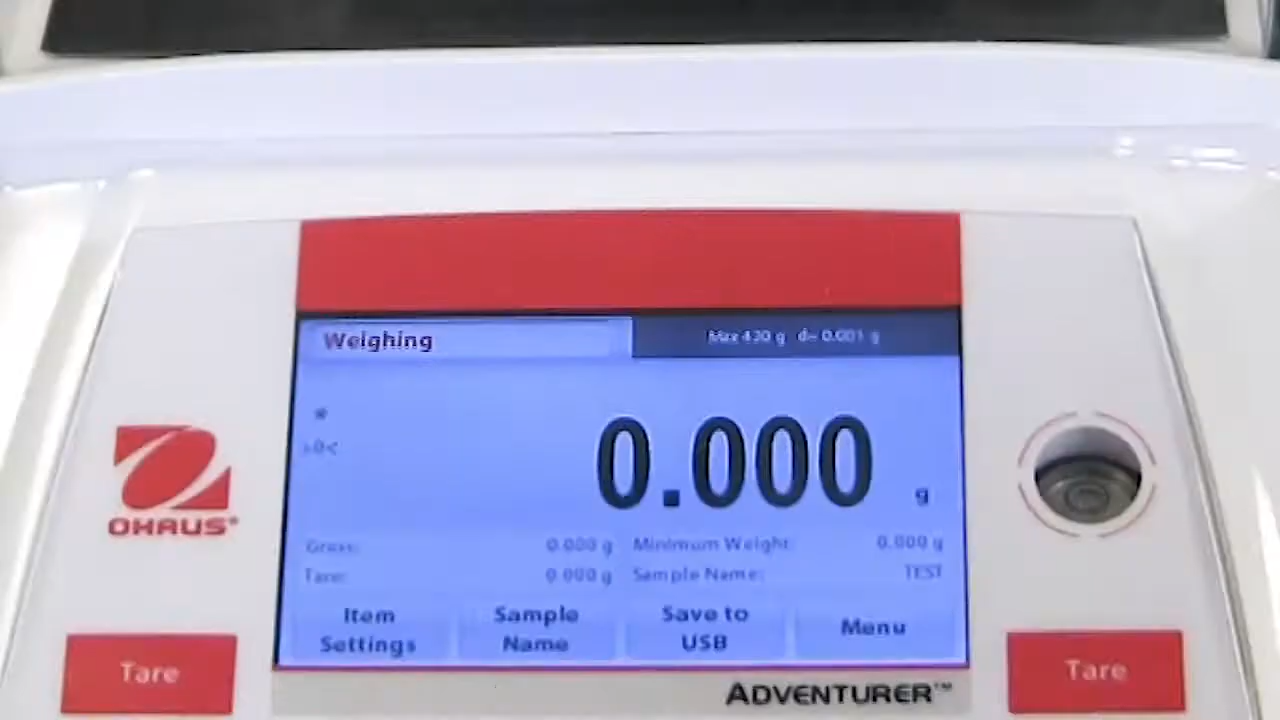 Weighing
Max 420 g d= 0.001 g
*
>0<
0.000 g
Gross: 0.000 g Minimum Weight: 0.000 g
Tare: 0.000 g Sample Name: TEST
Item Settings
Sample Name
Save to USB
Menu
OHAUS®
Tare
Tare
ADVENTURER™